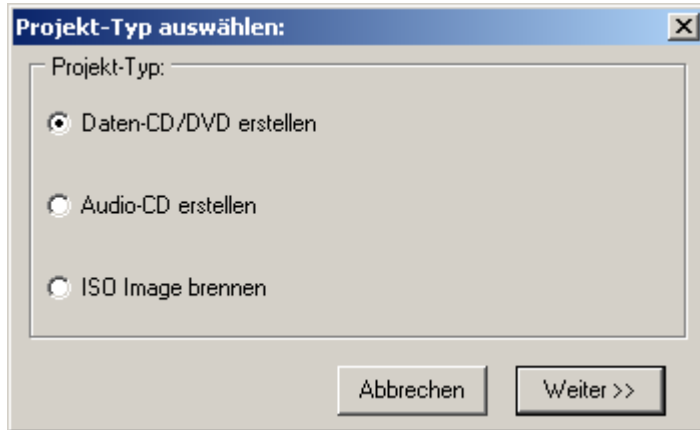 Projekt-Typ auswählen:
Projekt-Typ:
Daten-CD/DVD erstellen
Audio-CD erstellen
ISO Image brennen
Abbrechen
Weiter >>